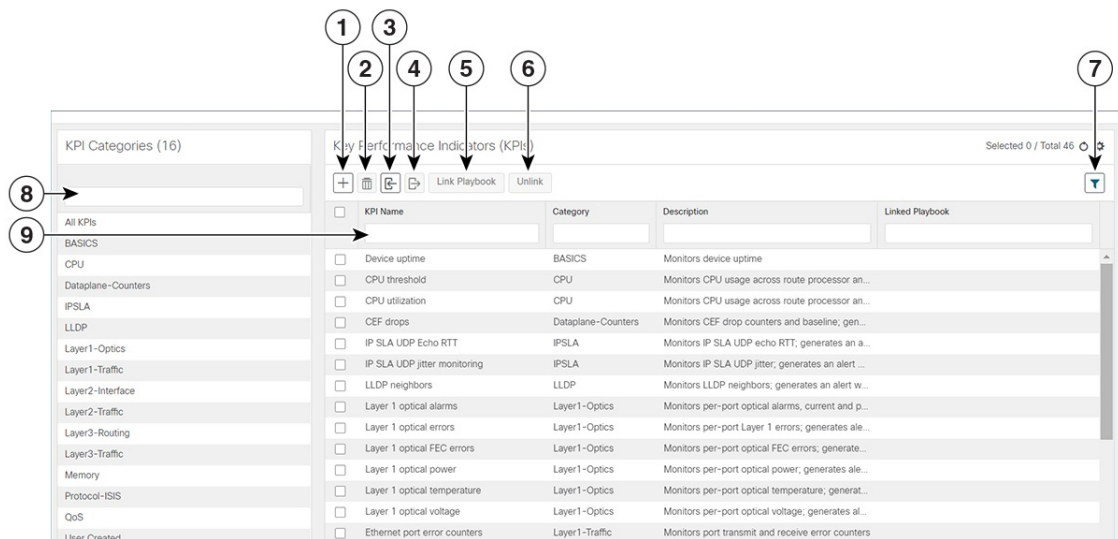 1
3
2
4
5
6
7
KPI Categories (16)
Key Performance Indicators (KPIs)
Selected 0 / Total 46
Link Playbook
Unlink
8
9
All KPIs
BASICS
CPU
Dataplane-Counters
IPSLA
LLDP
Layer1-Optics
Layer1-Traffic
Layer2-Interface
Layer2-Traffic
Layer3-Routing
Layer3-Traffic
Memory
Protocol-ISIS
QoS
User Created
KPI Name Category Description Linked Playbook
Device uptime BASICS Monitors device uptime
CPU threshold CPU Monitors CPU usage across route processor an...
CPU utilization CPU Monitors CPU usage across route processor an...
CEF drops Dataplane-Counters Monitors CEF drop counters and baseline; gen...
IP SLA UDP Echo RTT IPSLA Monitors IP SLA UDP echo RTT; generates an a...
IP SLA UDP jitter monitoring IPSLA Monitors IP SLA UDP jitter; generates an alert ...
LLDP neighbors LLDP Monitors LLDP neighbors; generates an alert w...
Layer 1 optical alarms Layer1-Optics Monitors per-port optical alarms, current and p...
Layer 1 optical errors Layer1-Optics Monitors per-port Layer 1 errors; generates ale...
Layer 1 optical FEC errors Layer1-Optics Monitors per-port optical FEC errors; generate...
Layer 1 optical power Layer1-Optics Monitors per-port optical power; generates ale...
Layer 1 optical temperature Layer1-Optics Monitors per-port optical temperature; generat...
Layer 1 optical voltage Layer1-Optics Monitors per-port optical voltage; generates al...
Ethernet port error counters Layer1-Traffic Monitors port transmit and receive error counters